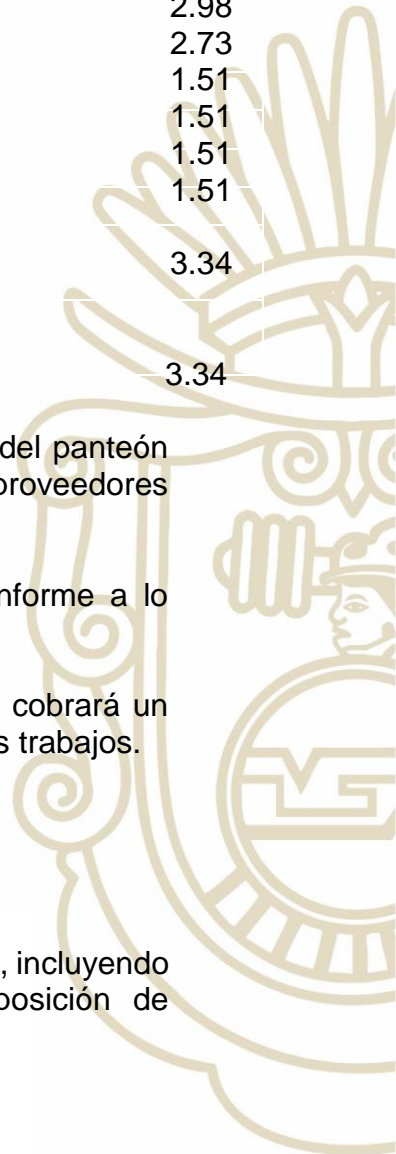 2.98
2.73
1.51
1.51
1.51
1.51
3.34
3.34
del panteón
proveedores
nforme a lo
cobrará un
s trabajos.
, incluyendo
posición de